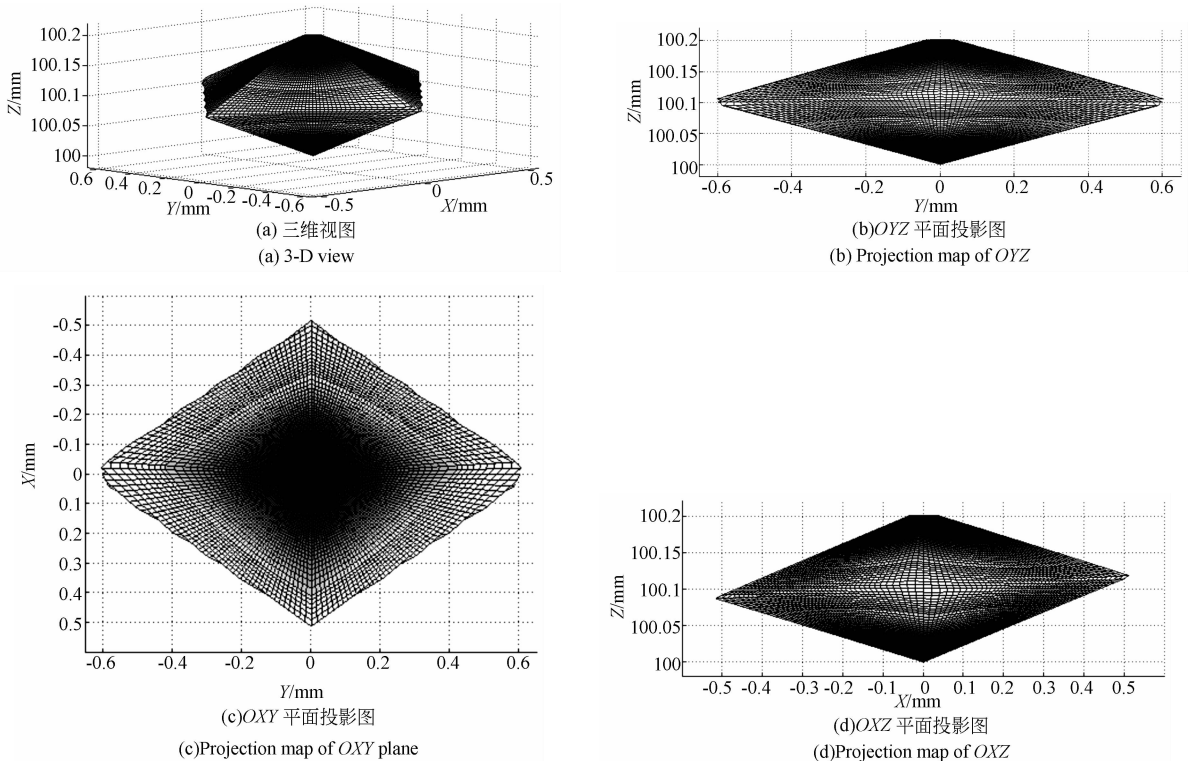 100.2
100.15
100.1
100.05
100
Z/mm
0.6 0.4 0.2 0 -0.2 -0.4 -0.6
Y/mm
-0.5 0 0.5
X/mm
(a) 三维视图
(a) 3-D view
100.2
100.15
100.1
100.05
100
Z/mm
-0.6 -0.4 -0.2 0 0.2 0.4 0.6
Y/mm
(b)OYZ 平面投影图
(b) Projection map of OYZ
-0.5
-0.4
-0.3
-0.2
-0.1
0
0.1
0.2
0.3
0.4
0.5
X/mm
-0.6 -0.4 -0.2 0 0.2 0.4 0.6
Y/mm
(c)OXY 平面投影图
(c)Projection map of OXY plane
100.2
100.15
100.1
100.05
100
Z/mm
-0.5 -0.4 -0.3 -0.2 -0.1 0 0.1 0.2 0.3 0.4 0.5
X/mm
(d)OXZ 平面投影图
(d)Projection map of OXZ